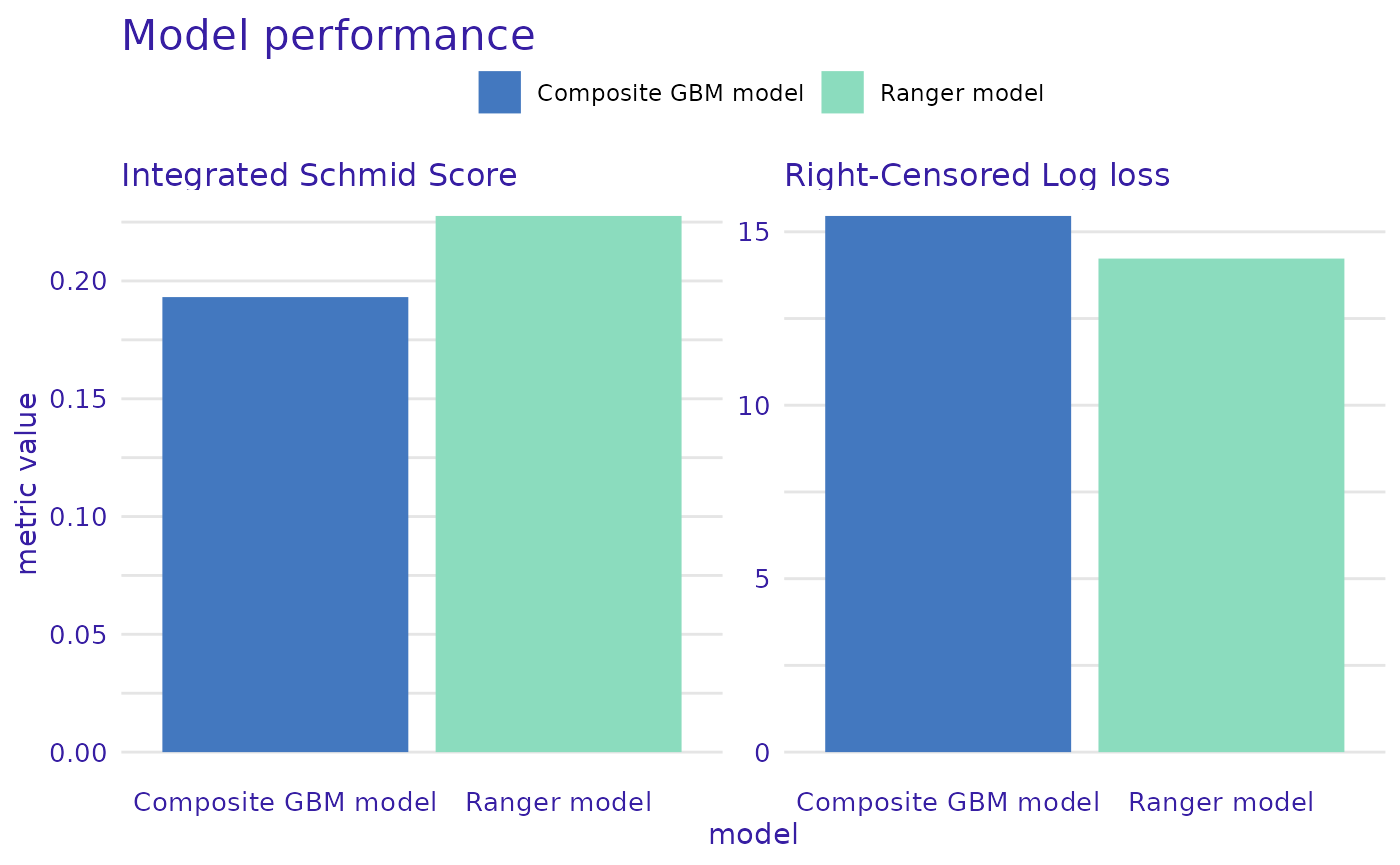 Model performance
Composite GBM model Ranger model
Integrated Schmid Score
0.20
0.15
0.10
0.05
0.00
metric value
Composite GBM model Ranger model
Right-Censored Log loss
15
10
5
0
Composite GBM model Ranger model
model